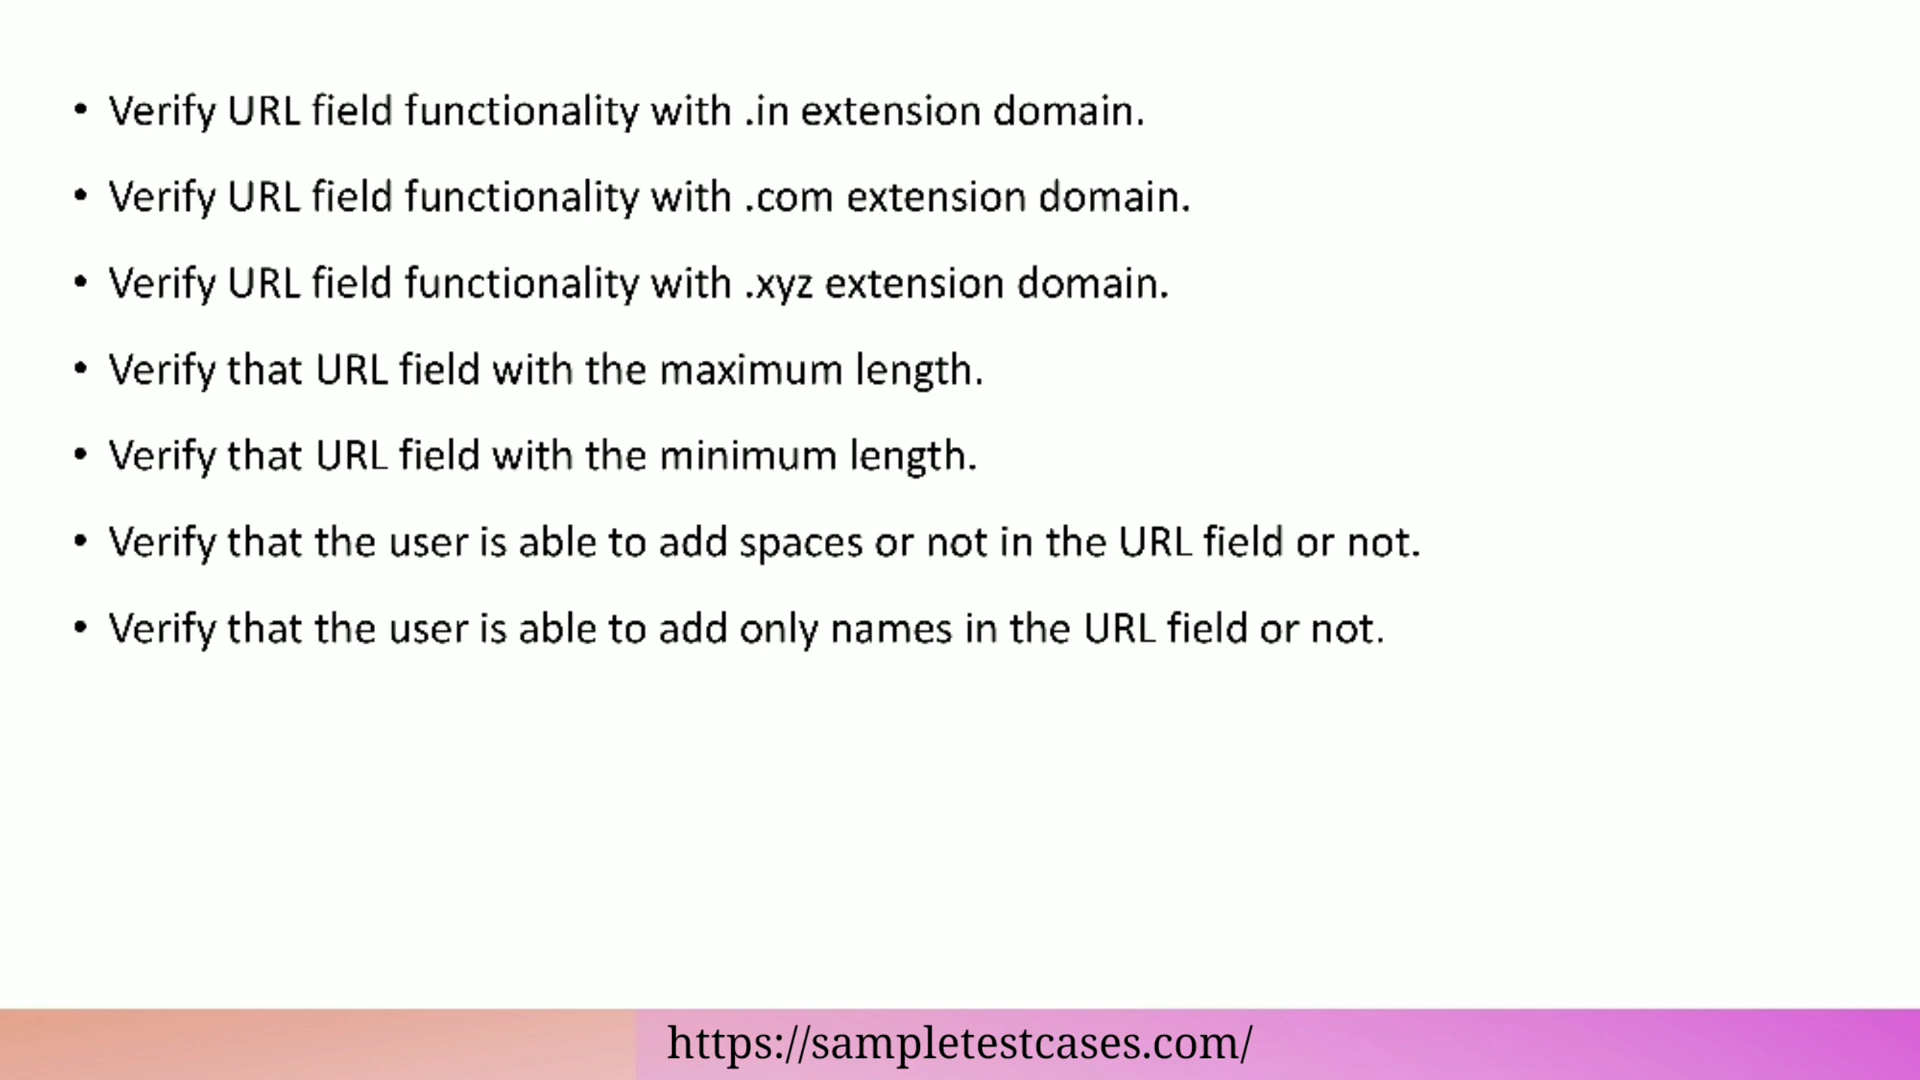 • Verify URL field functionality with .in extension domain.
• Verify URL field functionality with .com extension domain.
• Verify URL field functionality with .xyz extension domain.
• Verify that URL field with the maximum length.
• Verify that URL field with the minimum length.
• Verify that the user is able to add spaces or not in the URL field or not.
• Verify that the user is able to add only names in the URL field or not.
https://sampletestcases.com/